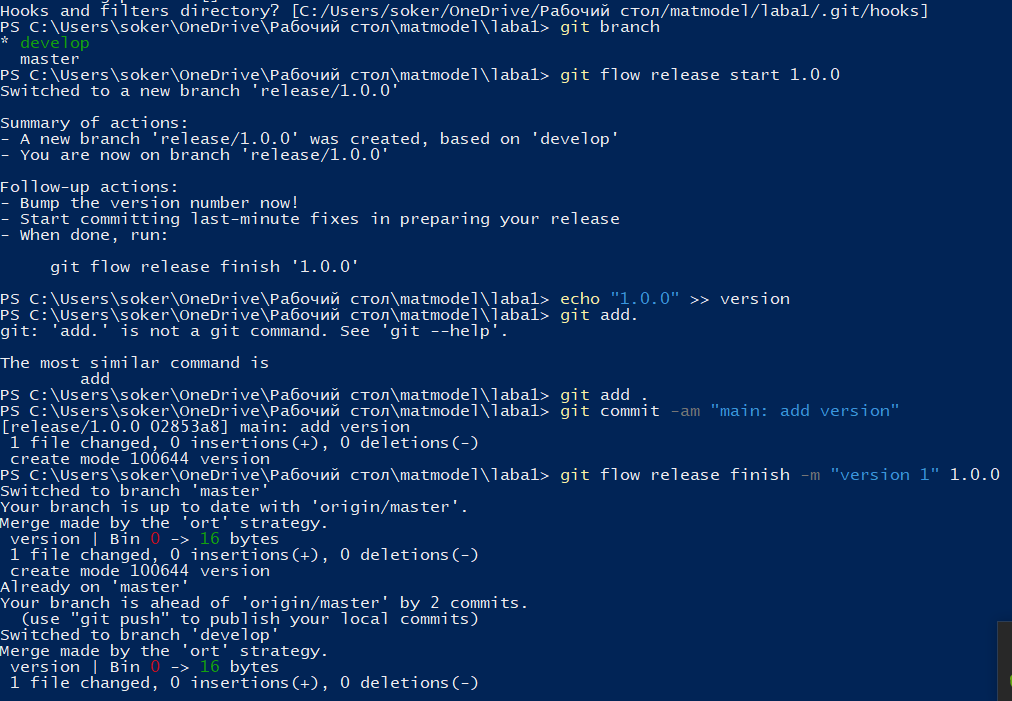 Hooks and filters directory? [C:/Users/soker/OneDrive/Рабочий стол/matmodel/laba1/.git/hooks]
PS C:\Users\soker\OneDrive\Рабочий стол\matmodel\laba1> git branch
* develop
  master
PS C:\Users\soker\OneDrive\Рабочий стол\matmodel\laba1> git flow release start 1.0.0
Switched to a new branch 'release/1.0.0'

Summary of actions:
- A new branch 'release/1.0.0' was created, based on 'develop'
- You are now on branch 'release/1.0.0'

Follow-up actions:
- Bump the version number now!
- Start committing last-minute fixes in preparing your release
- When done, run:

     git flow release finish '1.0.0'

PS C:\Users\soker\OneDrive\Рабочий стол\matmodel\laba1> echo "1.0.0" >> version
PS C:\Users\soker\OneDrive\Рабочий стол\matmodel\laba1> git add.
git: 'add.' is not a git command. See 'git --help'.

The most similar command is
        add
PS C:\Users\soker\OneDrive\Рабочий стол\matmodel\laba1> git add .
PS C:\Users\soker\OneDrive\Рабочий стол\matmodel\laba1> git commit -am "main: add version"
[release/1.0.0 02853a8] main: add version
 1 file changed, 0 insertions(+), 0 deletions(-)
 create mode 100644 version
PS C:\Users\soker\OneDrive\Рабочий стол\matmodel\laba1> git flow release finish -m "version 1" 1.0.0
Switched to branch 'master'
Your branch is up to date with 'origin/master'.
Merge made by the 'ort' strategy.
 version | Bin 0 -> 16 bytes
 1 file changed, 0 insertions(+), 0 deletions(-)
 create mode 100644 version
Already on 'master'
Your branch is ahead of 'origin/master' by 2 commits.
  (use "git push" to publish your local commits)
Switched to branch 'develop'
Merge made by the 'ort' strategy.
 version | Bin 0 -> 16 bytes
 1 file changed, 0 insertions(+), 0 deletions(-)